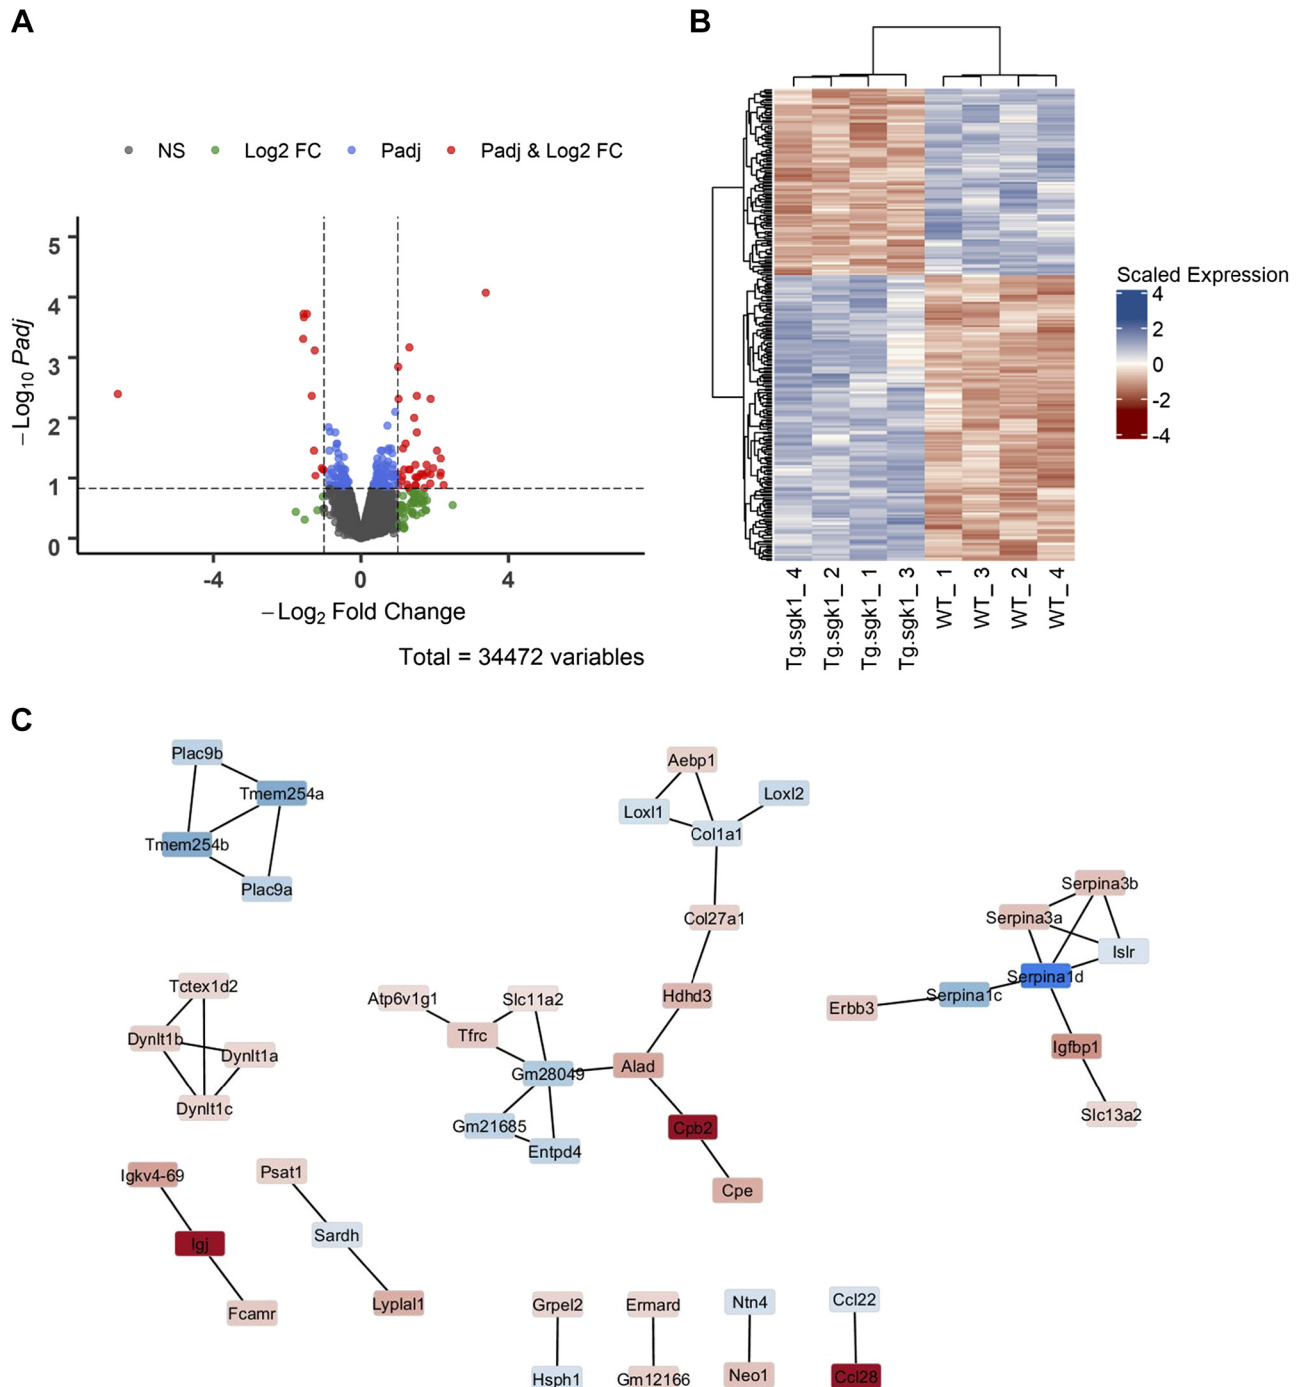 A
NS Log2 FC Padj Padj & Log2 FC
5
4
3
2
1
0
−Log10 Padj
-4 0 4
−Log2 Fold Change
Total = 34472 variables
B
Scaled Expression
4
2
0
-2
-4
Tg.sgk1_4
Tg.sgk1_2
Tg.sgk1_1
Tg.sgk1_3
WT_1
WT_3
WT_2
WT_4
C
Plac9b
Tmem254a
Tmem254b
Plac9a
Aebp1
Loxl1
Loxl2
Col1a1
Col27a1
Hdhd3
Serpina3b
Serpina3a
Islr
Serpina1d
Serpina1c
Erbb3
Igfbp1
Slc13a2
Tctex1d2
Dynlt1b
Dynlt1a
Dynlt1c
Atp6v1g1
Slc11a2
Tfrc
Gm28049
Alad
Gm21685
Entpd4
Cpb2
Cpe
Igkv4-69
Igj
Fcamr
Psat1
Sardh
Lyplal1
Grpel2
Hsph1
Ermard
Gm12166
Ntn4
Neo1
Ccl22
Ccl28